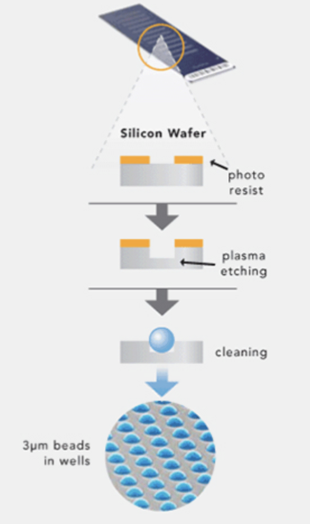 Silicon Wafer
photo
resist
plasma
etching
cleaning
3µm beads
in wells